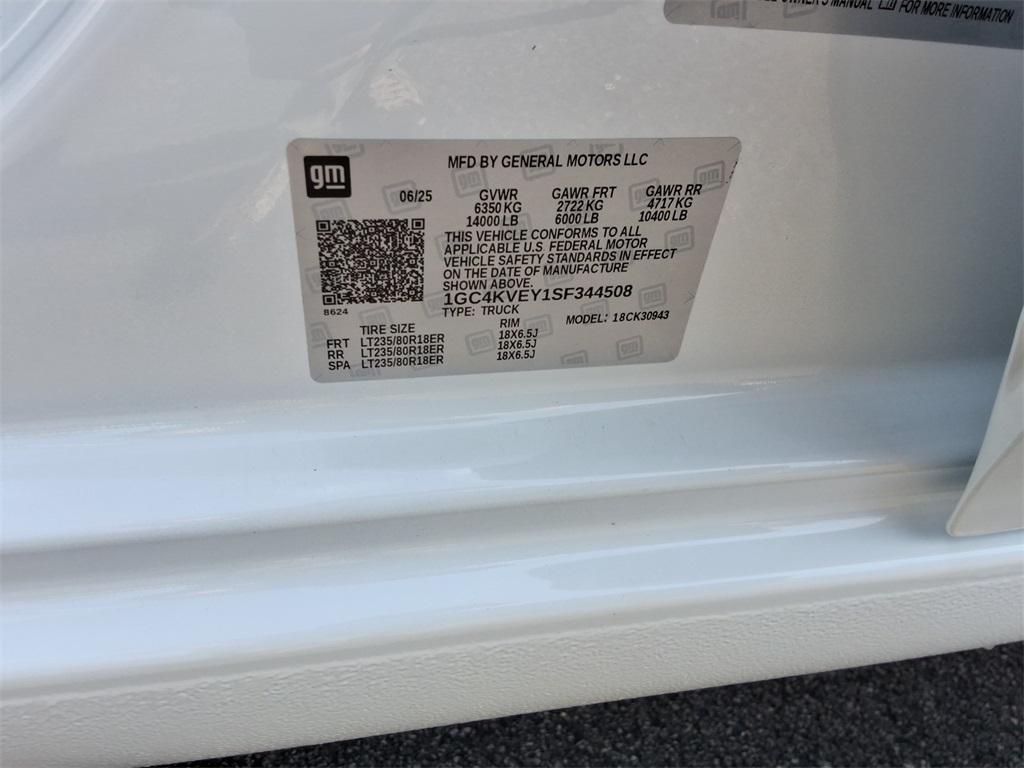 OWNER'S MANUAL FOR MORE INFORMATION
gm
MFD BY GENERAL MOTORS LLC
06/25 GVWR GAWR FRT GAWR RR
6350 KG 2722 KG 4717 KG
14000 LB 6000 LB 10400 LB
THIS VEHICLE CONFORMS TO ALL
APPLICABLE U.S. FEDERAL MOTOR
VEHICLE SAFETY STANDARDS IN EFFECT
ON THE DATE OF MANUFACTURE
SHOWN ABOVE.
1GC4KVEY1SF344508
8624
TYPE: TRUCK MODEL: 18CK30943
TIRE SIZE RIM
FRT LT235/80R18ER 18X6.5J
RR LT235/80R18ER 18X6.5J
SPA LT235/80R18ER 18X6.5J